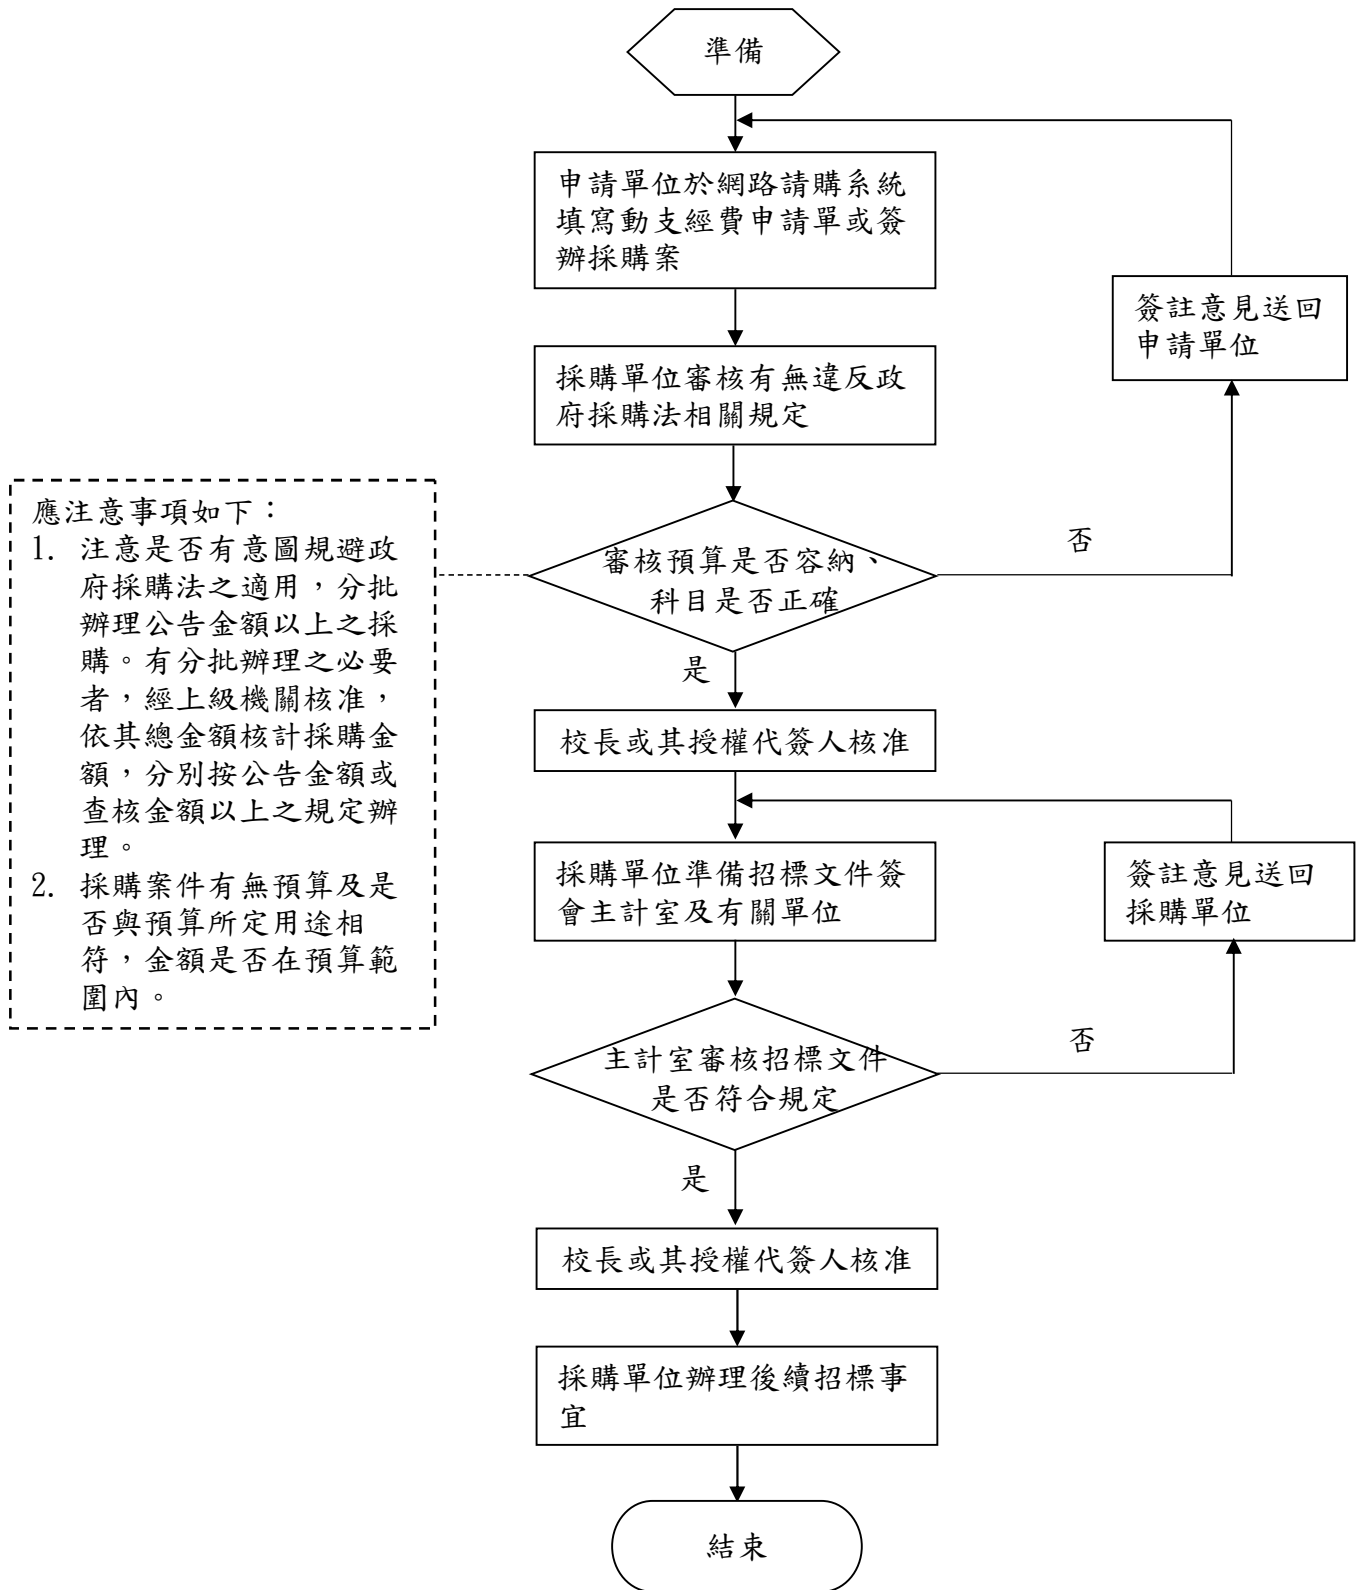 準備
申請單位於網路請購系統
填寫動支經費申請單或簽
辦採購案
簽註意見送回
申請單位
採購單位審核有無違反政
府採購法相關規定
應注意事項如下：
1. 注意是否有意圖規避政
府採購法之適用，分批
辦理公告金額以上之採
購。有分批辦理之必要
者，經上級機關核准，
依其總金額核計採購金
額，分別按公告金額或
查核金額以上之規定辦
理。
2. 採購案件有無預算及是
否與預算所定用途相
符，金額是否在預算範
圍內。
審核預算是否容納、
科目是否正確
否
是
校長或其授權代簽人核准
採購單位準備招標文件簽
會主計室及有關單位
簽註意見送回
採購單位
主計室審核招標文件
是否符合規定
否
是
校長或其授權代簽人核准
採購單位辦理後續招標事
宜
結束